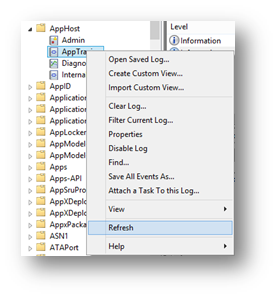 AppHost
Level
Admin
Information
AppTra
Information
Diagno
Interna
Open Saved Log...
Create Custom View...
Import Custom View...
Clear Log...
Filter Current Log...
Properties
Disable Log
Find...
Save All Events As...
Attach a Task To this Log...
View
Refresh
Help
AppID
Application
Application
Application
AppLocker
AppModel
AppModel
Apps
Apps-API
AppSruPro
AppXDeplo
AppXDeplo
AppxPacka
ASN1
ATAPort